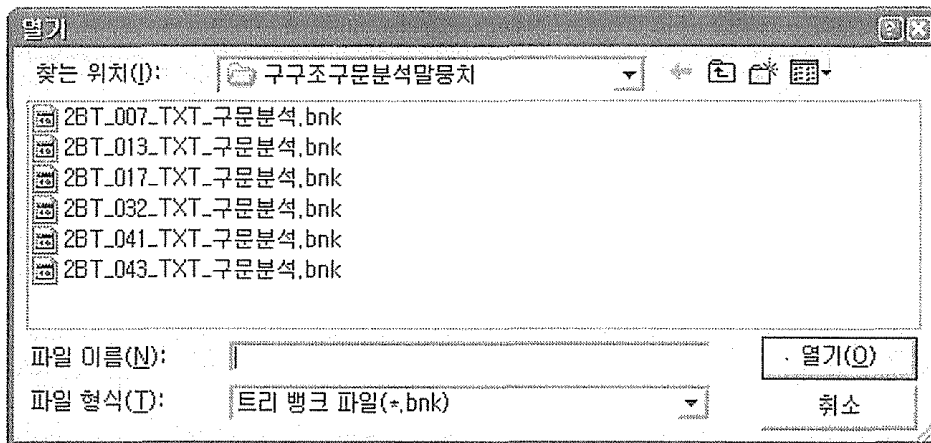 열기
찾는 위치(I): 구구조구문분석말뭉치
2BT_007_TXT_구문분석.bnk
2BT_013_TXT_구문분석.bnk
2BT_017_TXT_구문분석.bnk
2BT_032_TXT_구문분석.bnk
2BT_041_TXT_구문분석.bnk
2BT_043_TXT_구문분석.bnk
파일 이름(N): 열기(O)
파일 형식(T): 트리 뱅크 파일(*.bnk) 취소